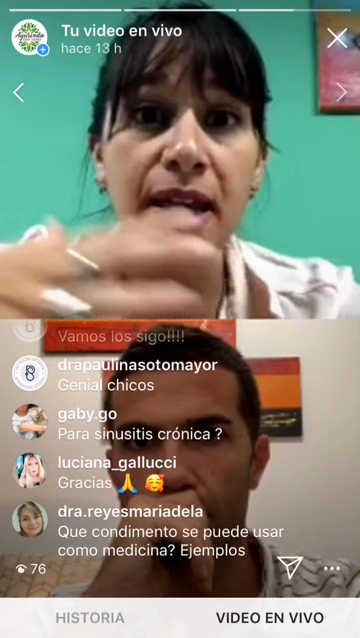 Tu video en vivo
hace 13 h
Ayurveda
Vamos los sigo!!!!
drapaulinasotomayor
Genial chicos
gaby.go
Para sinusitis crónica ?
luciana_gallucci
Gracias 🙏 🥰
dra.reyesmariadela
Que condimento se puede usar
como medicina? Ejemplos
76
HISTORIA
VIDEO EN VIVO